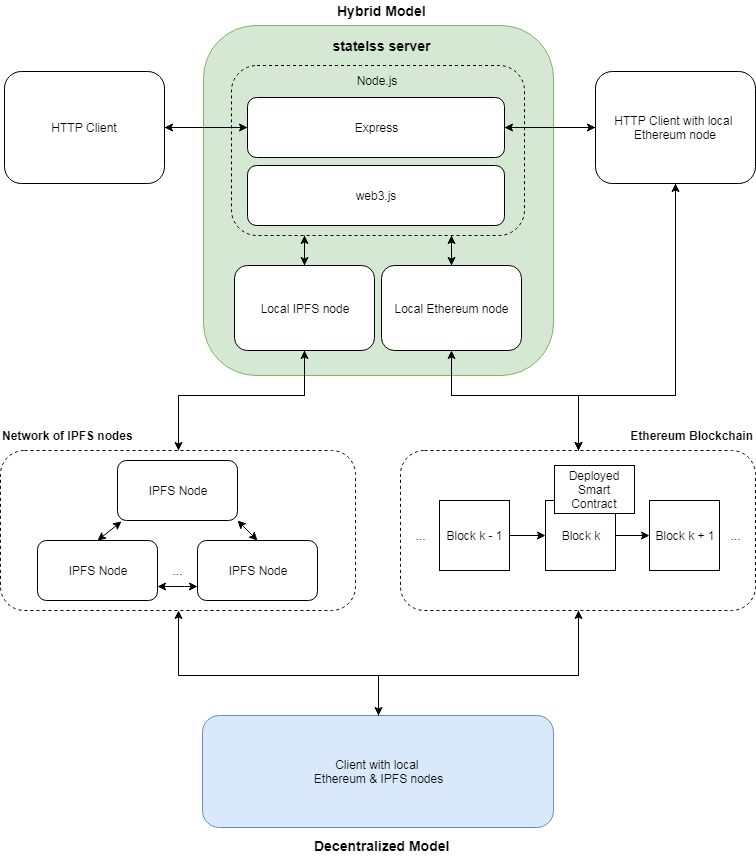 Hybrid Model
statelss server
Node.js
HTTP Client
Express
HTTP Client with local
Ethereum node
web3.js
Local IPFS node
Local Ethereum node
Network of IPFS nodes
Ethereum Blockchain
IPFS Node
IPFS Node
...
IPFS Node
Deployed
Smart
Contract
...
Block k - 1
Block k
Block k + 1
...
Client with local
Ethereum & IPFS nodes
Decentralized Model